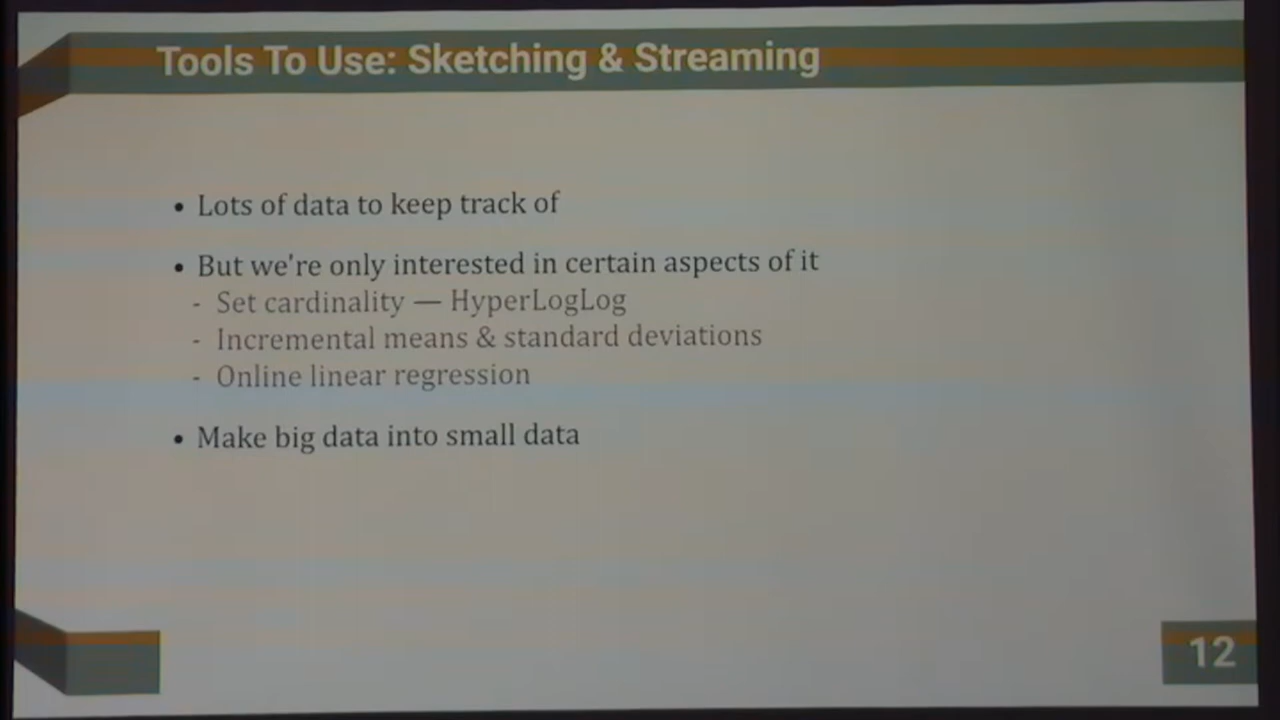 Tools To Use: Sketching & Streaming
• Lots of data to keep track of
• But we're only interested in certain aspects of it
- Set cardinality — HyperLogLog
- Incremental means & standard deviations
- Online linear regression
• Make big data into small data
12